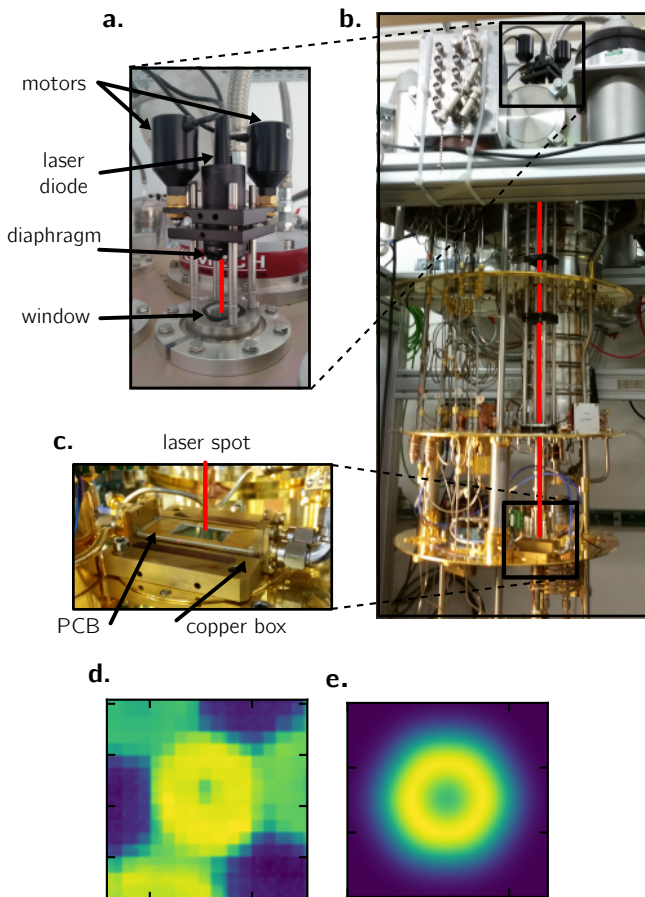 a.
b.
motors
laser
diode
diaphragm
window
c.
laser spot
PCB
copper box
d.
e.